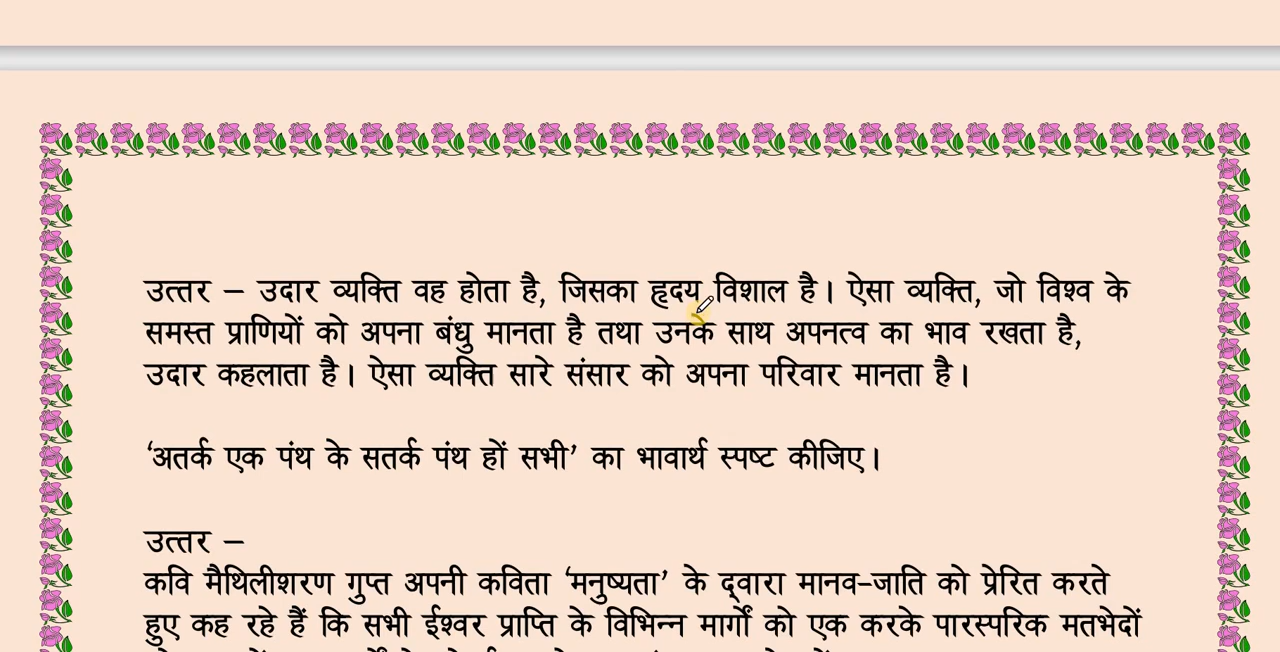 उत्तर – उदार व्यक्ति वह होता है, जिसका हृदय विशाल है। ऐसा व्यक्ति, जो विश्व के
समस्त प्राणियों को अपना बंधु मानता है तथा उनके साथ अपनत्व का भाव रखता है,
उदार कहलाता है। ऐसा व्यक्ति सारे संसार को अपना परिवार मानता है।
‘अतर्क एक पंथ के सतर्क पंथ हों सभी’ का भावार्थ स्पष्ट कीजिए।
उत्तर –
कवि मैथिलीशरण गुप्त अपनी कविता ‘मनुष्यता’ के द्वारा मानव-जाति को प्रेरित करते
हुए कह रहे हैं कि सभी ईश्वर प्राप्ति के विभिन्न मार्गों को एक करके पारस्परिक मतभेदों